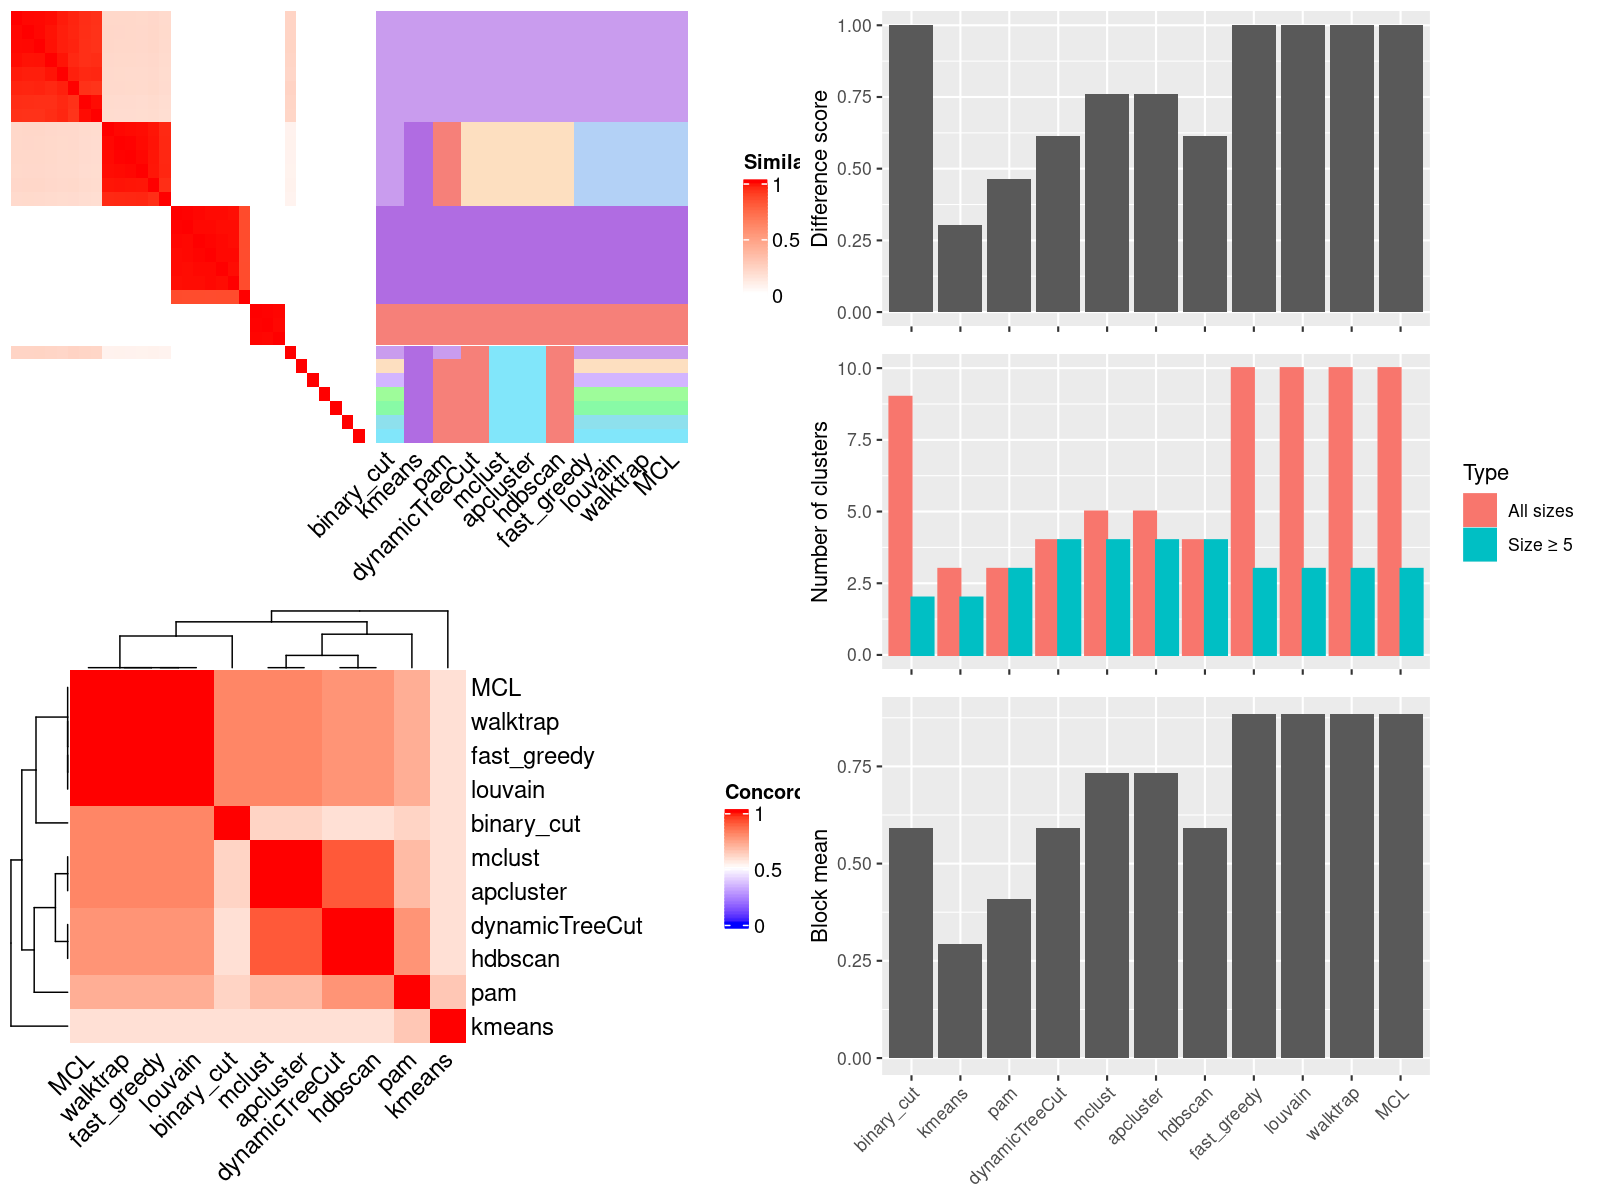 Simila
1
0.5
0
binary_cut
kmeans
pam
dynamicTreeCut
mclust
apcluster
hdbscan
fast_greedy
louvain
walktrap
MCL
MCL
walktrap
fast_greedy
louvain
binary_cut
mclust
apcluster
dynamicTreeCut
hdbscan
pam
kmeans
Concord
1
0.5
0
MCL
walktrap
fast_greedy
louvain
binary_cut
mclust
apcluster
dynamicTreeCut
hdbscan
pam
kmeans
Difference score
1.00
0.75
0.50
0.25
0.00
Number of clusters
10.0
7.5
5.0
2.5
0.0
Type
All sizes
Size ≥ 5
Block mean
0.75
0.50
0.25
0.00
binary_cut
kmeans
pam
dynamicTreeCut
mclust
apcluster
hdbscan
fast_greedy
louvain
walktrap
MCL